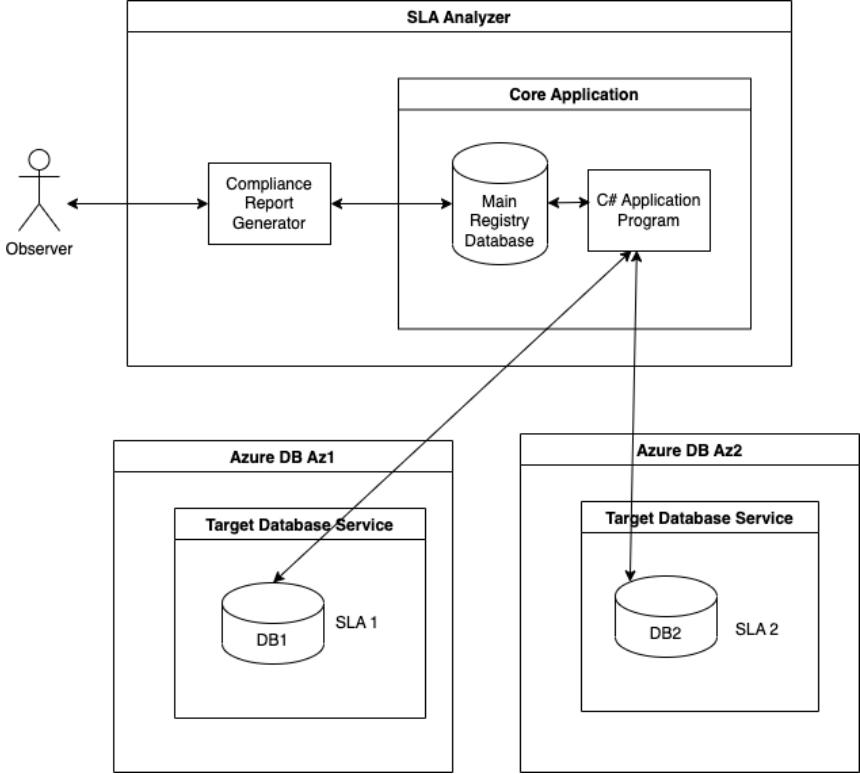 SLA Analyzer
Core Application
Observer
Compliance
Report
Generator
Main
Registry
Database
C# Application
Program
Azure DB Az1
Target Database Service
DB1
SLA 1
Azure DB Az2
Target Database Service
DB2
SLA 2